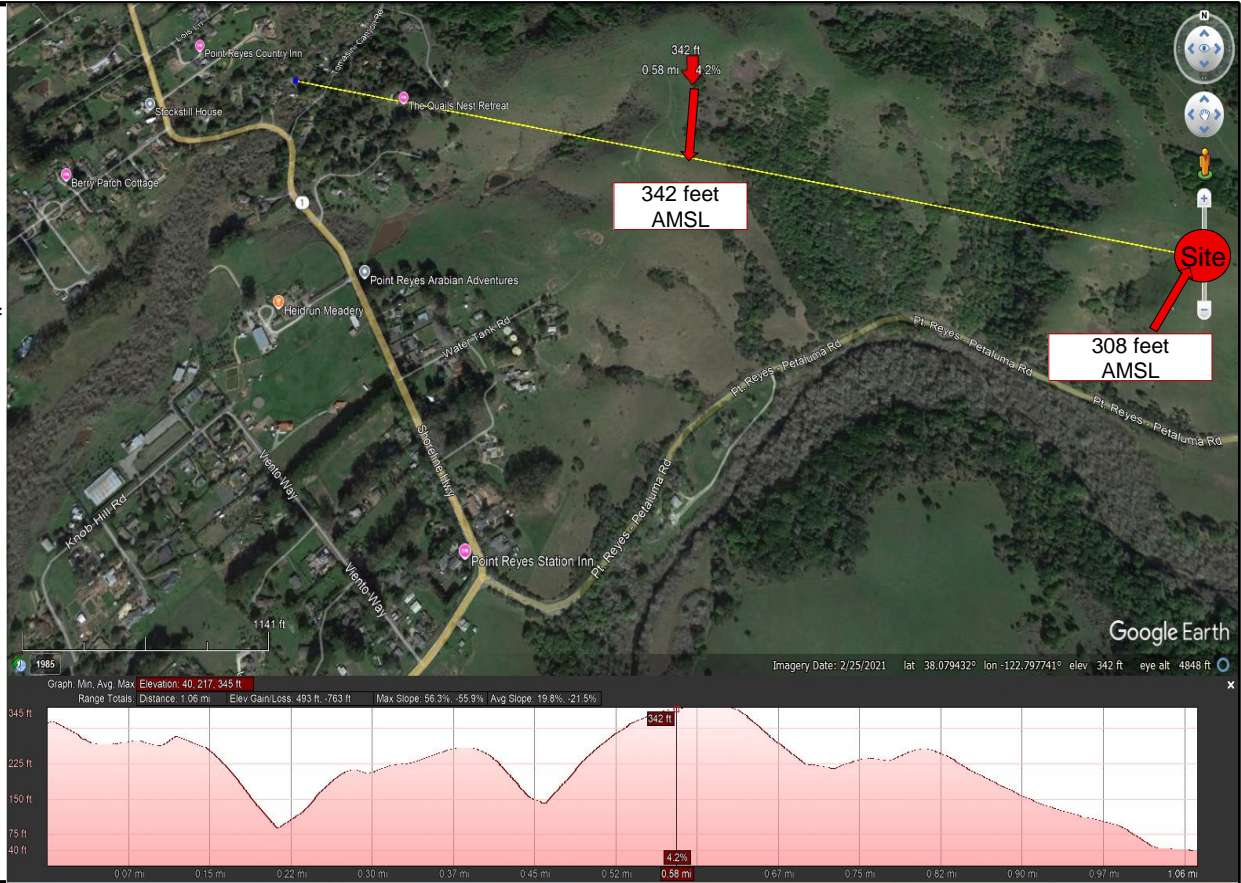 N
Lois Ln
Point Reyes Country Inn
Tomasini Canyon Rd
342 ft
0.58 mi 4.2%
Stockstill House
The Quails Nest Retreat
Berry Patch Cottage
1
342 feet
AMSL
Site
308 feet
AMSL
Point Reyes Arabian Adventures
Heidrun Meadery
Water Tank Rd
Pt. Reyes - Petaluma Rd
Pt. Reyes - Petaluma Rd
Pt. Reyes - Petaluma Rd
Shoreline Hwy
Viento Way
Knob Hill Rd
Pt. Reyes - Petaluma Rd
Point Reyes Station Inn
Viento Way
1141 ft
Google Earth
1985
Imagery Date: 2/25/2021 lat 38.079432° lon -122.797741° elev 342 ft eye alt 4848 ft
Graph: Min, Avg, Max Elevation: 40, 217, 345 ft
Range Totals: Distance: 1.06 mi Elev Gain/Loss: 493 ft, -763 ft Max Slope: 56.3%, -55.9% Avg Slope: 19.8%, -21.5%
345 ft
342 ft
225 ft
150 ft
75 ft
40 ft
4.2%
0.07 mi 0.15 mi 0.22 mi 0.30 mi 0.37 mi 0.45 mi 0.52 mi 0.58 mi 0.67 mi 0.75 mi 0.82 mi 0.90 mi 0.97 mi 1.06 mi